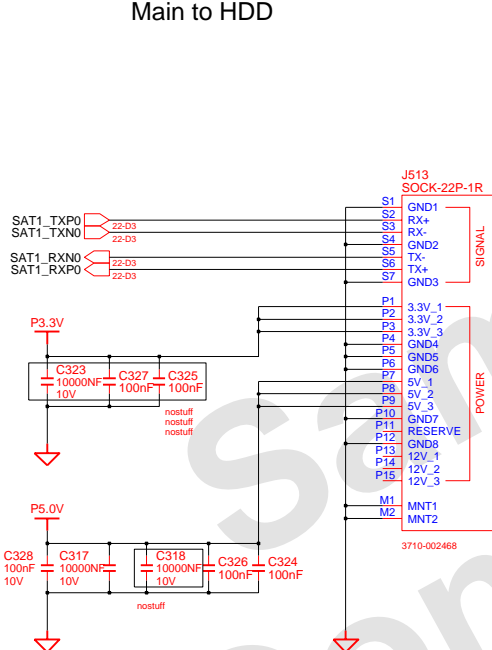 Main to HDD
J513
SOCK-22P-1R
S1 GND1
S2 RX+
S3 RX-
S4 GND2
S5 TX-
S6 TX+
S7 GND3
SIGNAL
SAT1_TXP0 22-D3
SAT1_TXN0 22-D3
SAT1_RXN0 22-D3
SAT1_RXP0 22-D3
P1 3.3V_1
P2 3.3V_2
P3 3.3V_3
P4 GND4
P5 GND5
P6 GND6
P7 5V_1
P8 5V_2
P9 5V_3
P10 GND7
P11 RESERVE
P12 GND8
P13 12V_1
P14 12V_2
P15 12V_3
POWER
M1 MNT1
M2 MNT2
3710-002468
P3.3V
C323 C327 C325
10000NF 100nF 100nF
10V
nostuff
nostuff
nostuff
P5.0V
C328 C317 C318 C326 C324
100nF 10000NF 10000NF 100nF 100nF
10V 10V 10V
nostuff
Sam